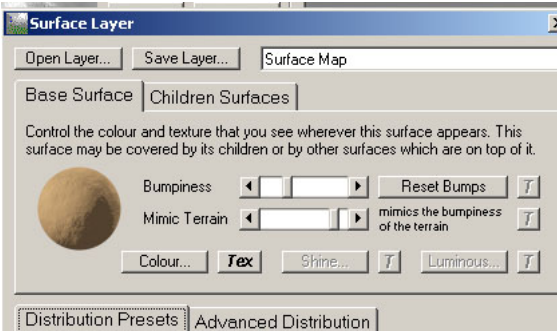 Surface Layer
Open Layer... Save Layer... Surface Map
Base Surface Children Surfaces
Control the colour and texture that you see wherever this surface appears. This
surface may be covered by its children or by other surfaces which are on top of it.
Bumpiness Reset Bumps T
Mimic Terrain mimics the bumpiness
of the terrain T
Colour... Tex Shine... T Luminous... T
Distribution Presets Advanced Distribution